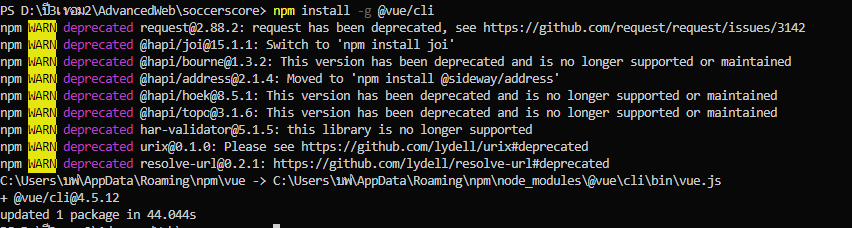 PS D:\ปี3เทอม2\AdvancedWeb\soccerscore> npm install -g @vue/cli
npm WARN deprecated request@2.88.2: request has been deprecated, see https://github.com/request/request/issues/3142
npm WARN deprecated @hapi/joi@15.1.1: Switch to 'npm install joi'
npm WARN deprecated @hapi/bourne@1.3.2: This version has been deprecated and is no longer supported or maintained
npm WARN deprecated @hapi/address@2.1.4: Moved to 'npm install @sideway/address'
npm WARN deprecated @hapi/hoek@8.5.1: This version has been deprecated and is no longer supported or maintained
npm WARN deprecated @hapi/topo@3.1.6: This version has been deprecated and is no longer supported or maintained
npm WARN deprecated har-validator@5.1.5: this library is no longer supported
npm WARN deprecated urix@0.1.0: Please see https://github.com/lydell/urix#deprecated
npm WARN deprecated resolve-url@0.2.1: https://github.com/lydell/resolve-url#deprecated
C:\Users\บฟ\AppData\Roaming\npm\vue -> C:\Users\บฟ\AppData\Roaming\npm\node_modules\@vue\cli\bin\vue.js
+ @vue/cli@4.5.12
updated 1 package in 44.044s